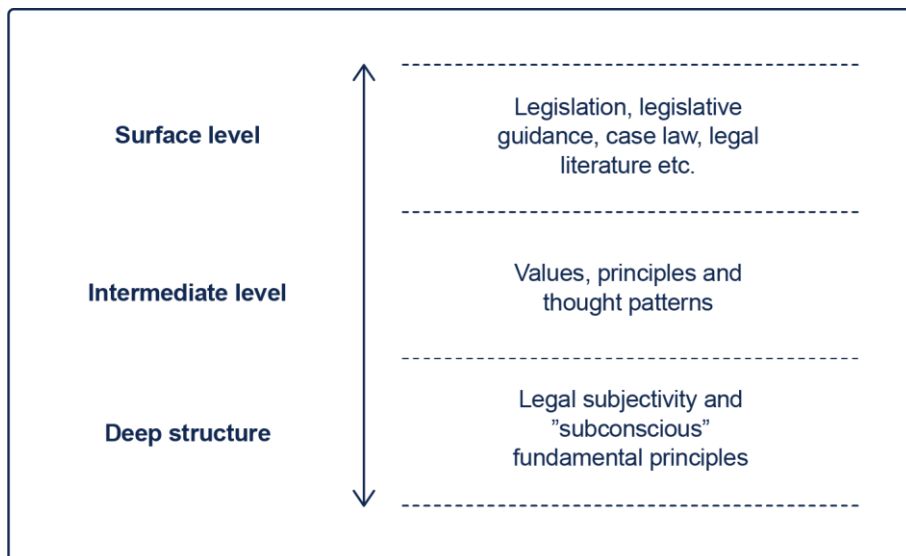 Surface level
Legislation, legislative
guidance, case law, legal
literature etc.
Intermediate level
Values, principles and
thought patterns
Deep structure
Legal subjectivity and
”subconscious”
fundamental principles